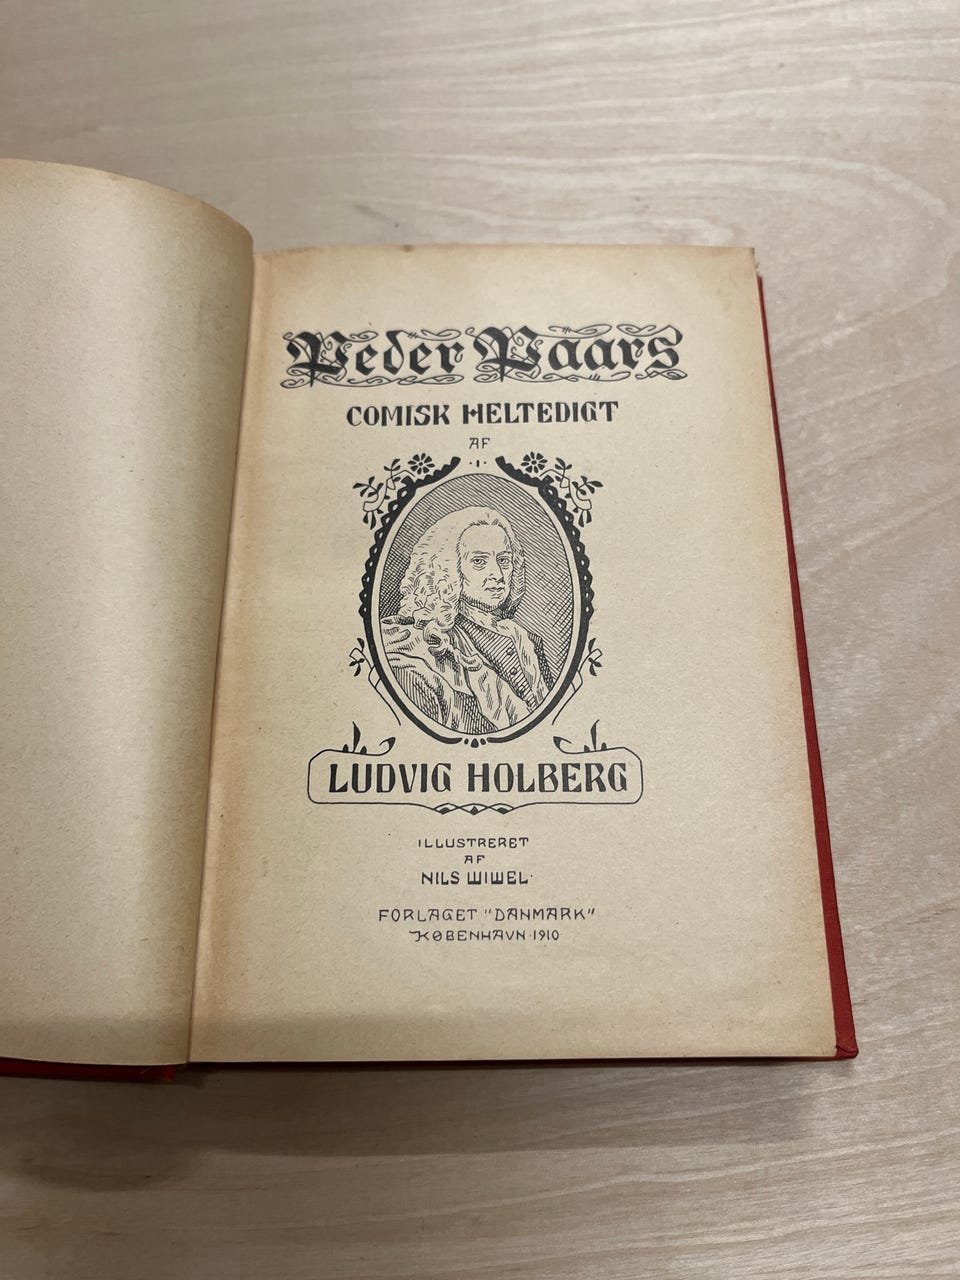 Peder Paars
COMISK HELTEDIGT
AF
LUDVIG HOLBERG
ILLUSTRERET
AF
NILS WIWEL·
FORLAGET "DANMARK"
KØBENHAVN·1910